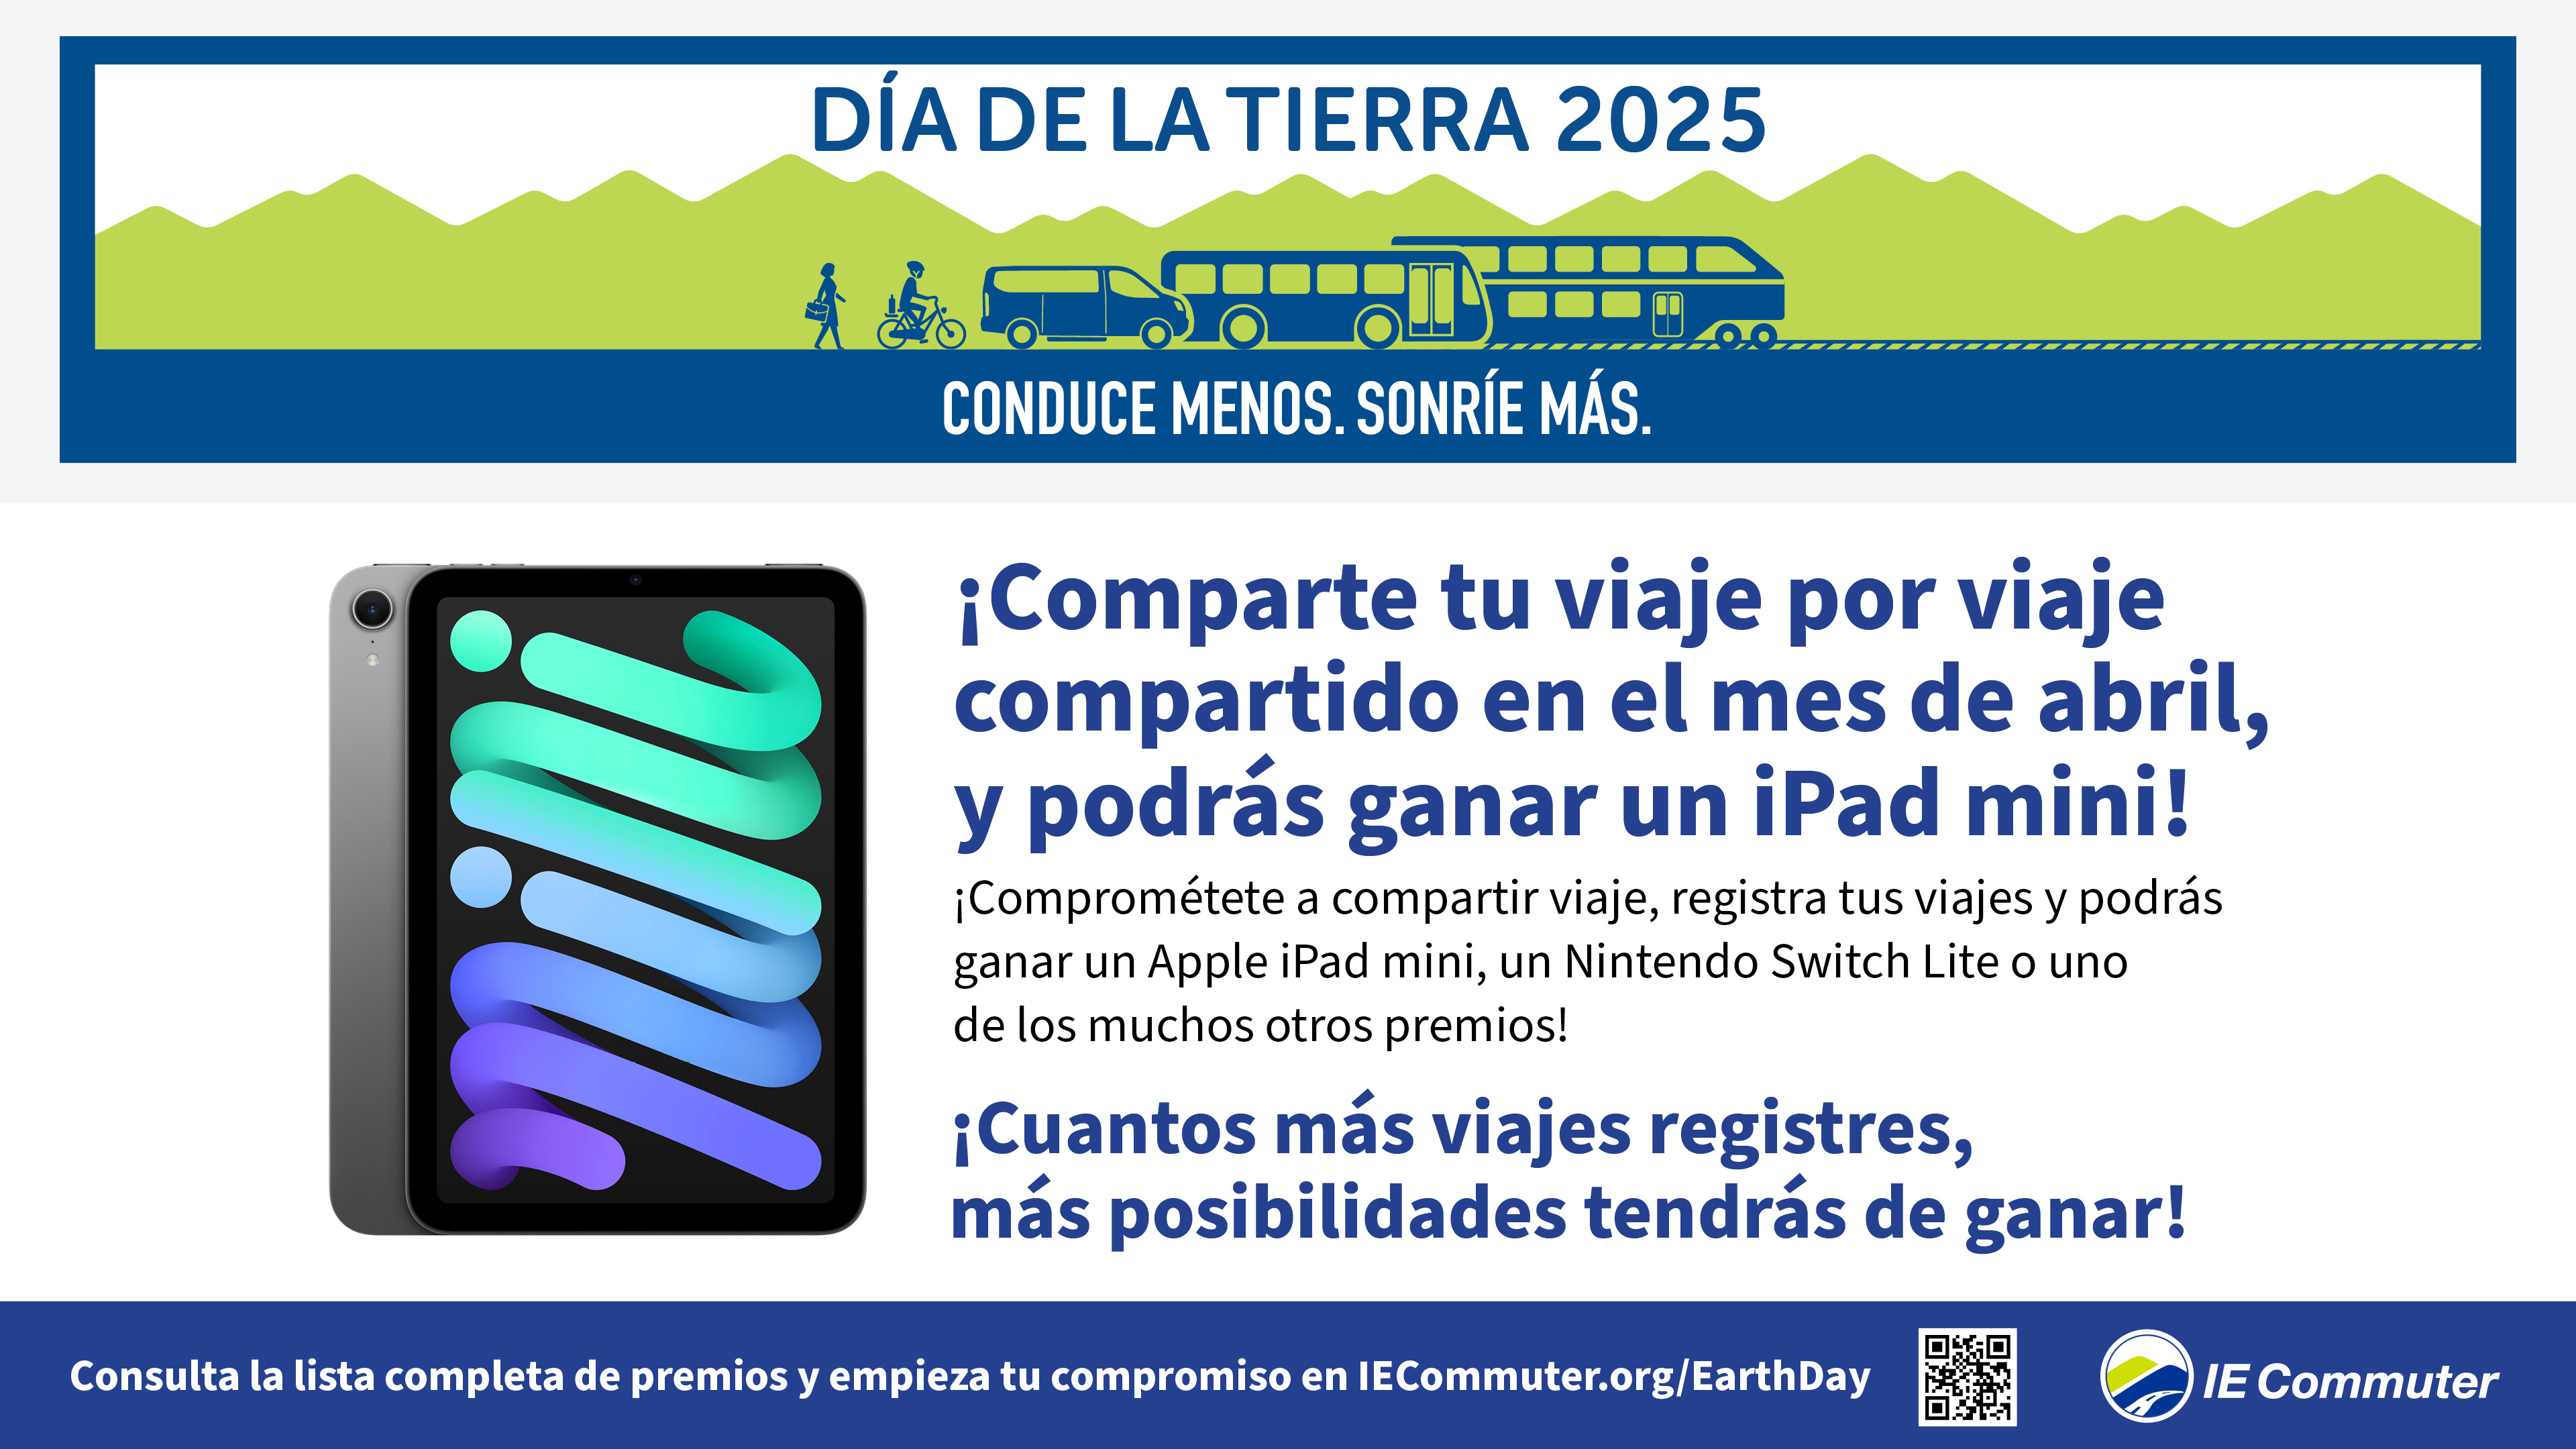 DÍA DE LA TIERRA 2025
CONDUCE MENOS. SONRÍE MÁS.
¡Comparte tu viaje por viaje
compartido en el mes de abril,
y podrás ganar un iPad mini!
¡Comprométete a compartir viaje, registra tus viajes y podrás
ganar un Apple iPad mini, un Nintendo Switch Lite o uno
de los muchos otros premios!
¡Cuantos más viajes registres,
más posibilidades tendrás de ganar!
Consulta la lista completa de premios y empieza tu compromiso en IECommuter.org/EarthDay
IE Commuter